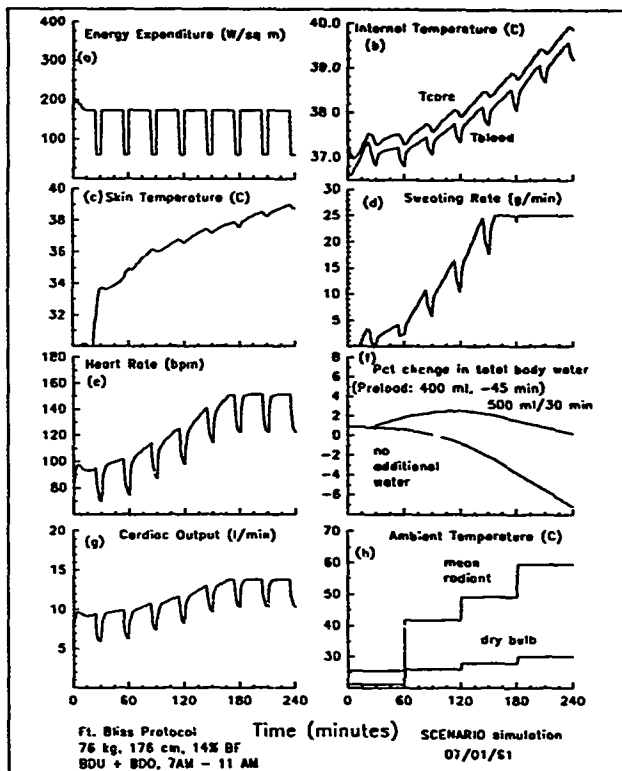 Energy Expenditure (W/sq m)
(a)
400
300
200
100
Internal Temperature (C)
(b)
40.0
39.0
38.0
37.0
Tcore
Tblood
(c) Skin Temperature (C)
38
36
34
32
Sweating Rate (g/min)
(d)
25
20
15
10
5
Heart Rate (bpm)
(e)
180
160
140
120
100
80
60
(f)
Pct change in total body water
(Preload: 400 ml, -45 min)
500 ml/30 min
8
6
4
2
0
-2
-4
-6
no
additional
water
Cardiac Output (l/min)
(g)
20
15
10
5
0 60 120 180 240
Ambient Temperature (C)
(h)
70
60
50
40
30
20
mean
radiant
dry bulb
0 60 120 180 240
Time (minutes)
Ft. Bliss Protocol
76 kg, 176 cm, 14% BF
BDU + BDO, 7AM - 11 AM
SCENARIO simulation
07/01/91